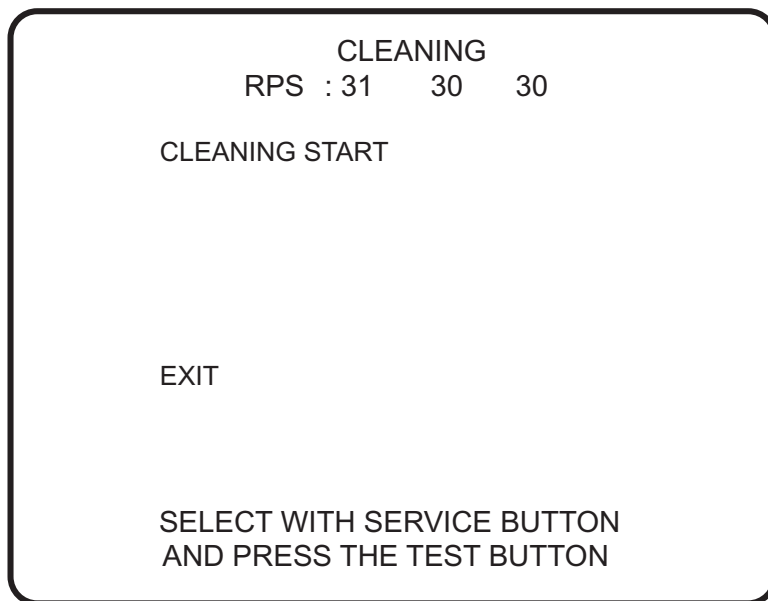 CLEANING
RPS : 31 30 30
CLEANING START
EXIT
SELECT WITH SERVICE BUTTON
AND PRESS THE TEST BUTTON